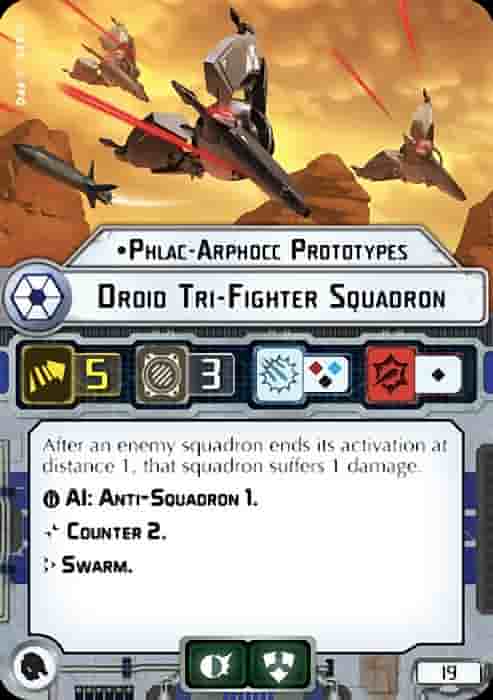 •Phlac-Arphocc Prototypes
Droid Tri-Fighter Squadron
5 3
After an enemy squadron ends its activation at
distance 1, that squadron suffers 1 damage.
AI: Anti-Squadron 1.
Counter 2.
Swarm.
19